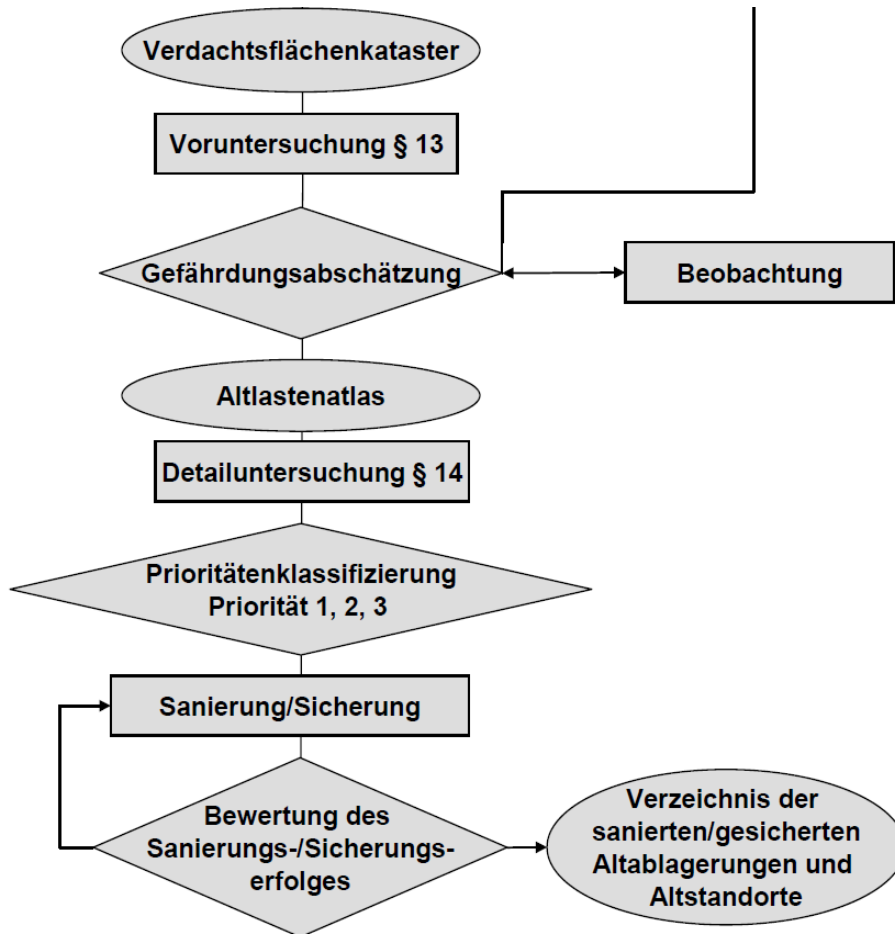 Verdachtsflächenkataster
Voruntersuchung § 13
Gefährdungsabschätzung
Beobachtung
Altlastenatlas
Detailuntersuchung § 14
Prioritätenklassifizierung
Priorität 1, 2, 3
Sanierung/Sicherung
Bewertung des
Sanierungs-/Sicherungs-
erfolges
Verzeichnis der
sanierten/gesicherten
Altablagerungen und
Altstandorte